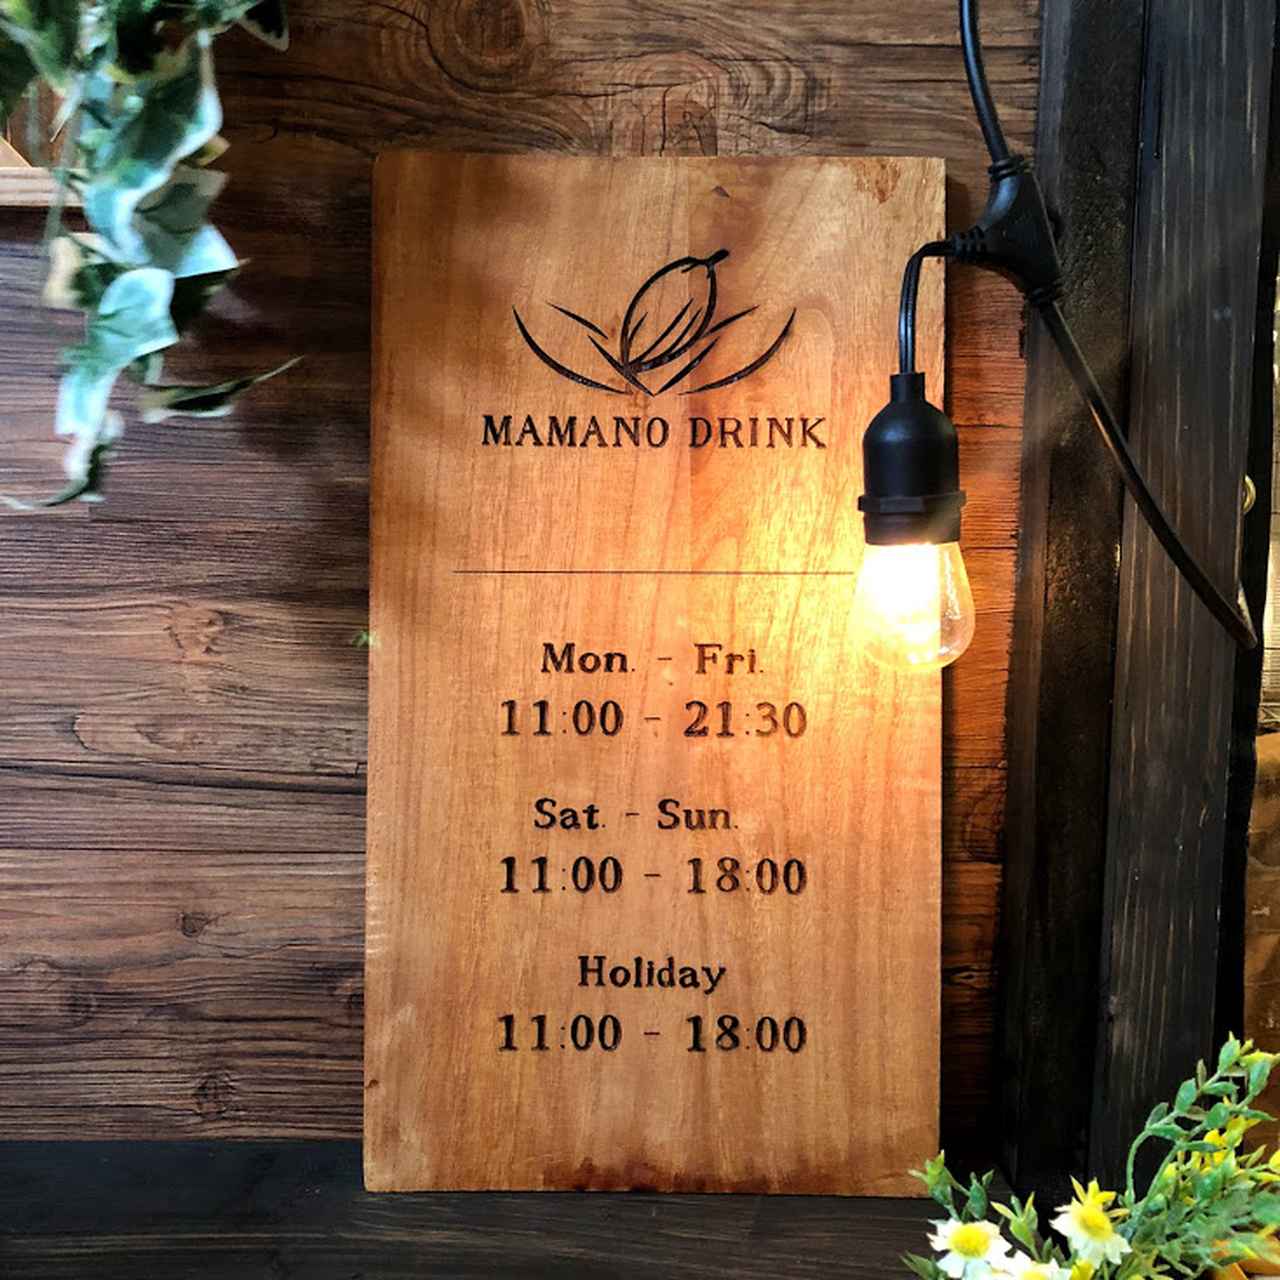 MAMANO DRINK
Mon. - Fri.
11:00 - 21:30
Sat. - Sun.
11:00 - 18:00
Holiday
11:00 - 18:00